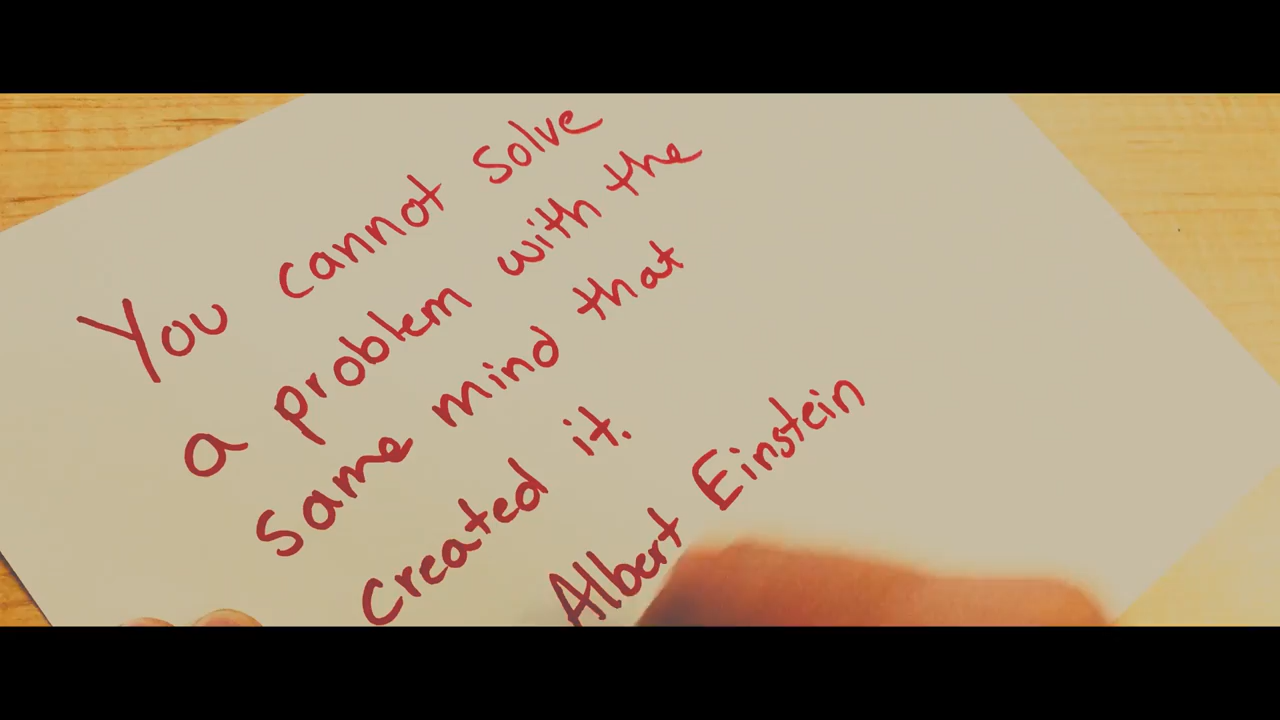 You cannot solve
a problem with the
same mind that
created it.
Albert Einstein